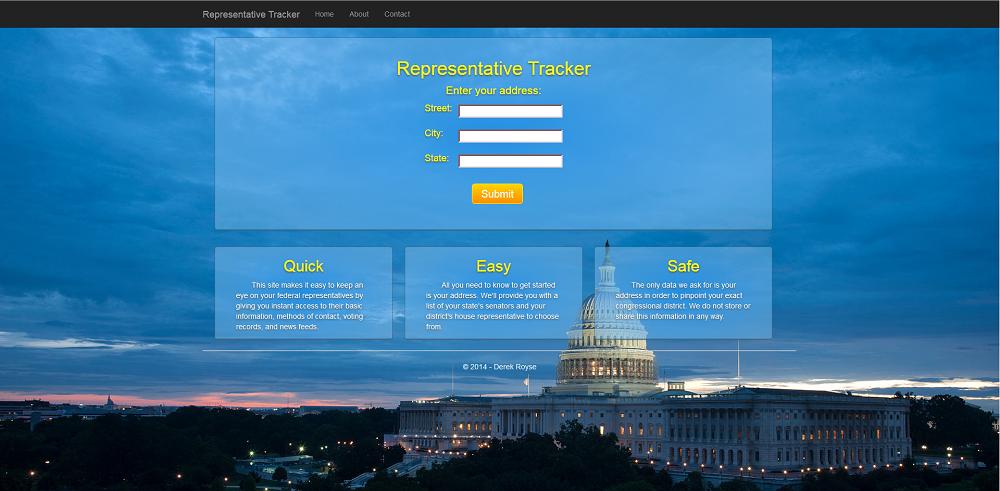 Representative Tracker Home About Contact
Representative Tracker
Enter your address:
Street:
City:
State:
Submit
Quick
This site makes it easy to keep an
eye on your federal representatives by
giving you instant access to their basic
information, methods of contact, voting
records, and news feeds.
Easy
All you need to know to get started
is your address. We'll provide you with a
list of your state's senators and your
district's house representative to choose
from.
Safe
The only data we ask for is your
address in order to pinpoint your exact
congressional district. We do not store or
share this information in any way.
© 2014 - Derek Royse